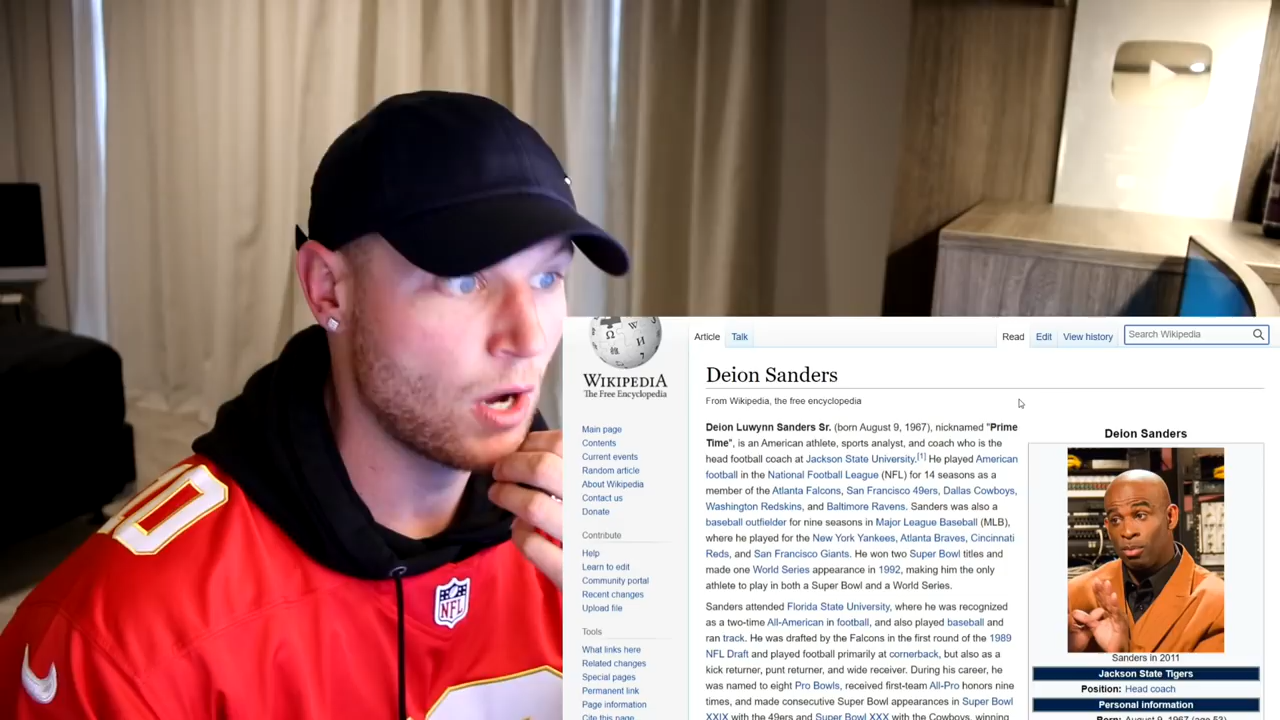 WIKIPEDIA
The Free Encyclopedia
Main page
Contents
Current events
Random article
About Wikipedia
Contact us
Donate
Contribute
Help
Learn to edit
Community portal
Recent changes
Upload file
Tools
What links here
Related changes
Special pages
Permanent link
Page information
Cite this page
Article Talk
Read Edit View history
Search Wikipedia
Deion Sanders
From Wikipedia, the free encyclopedia
Deion Luwynn Sanders Sr. (born August 9, 1967), nicknamed "Prime
Time", is an American athlete, sports analyst, and coach who is the
head football coach at Jackson State University.[1] He played American
football in the National Football League (NFL) for 14 seasons as a
member of the Atlanta Falcons, San Francisco 49ers, Dallas Cowboys,
Washington Redskins, and Baltimore Ravens. Sanders was also a
baseball outfielder for nine seasons in Major League Baseball (MLB),
where he played for the New York Yankees, Atlanta Braves, Cincinnati
Reds, and San Francisco Giants. He won two Super Bowl titles and
made one World Series appearance in 1992, making him the only
athlete to play in both a Super Bowl and a World Series.
Sanders attended Florida State University, where he was recognized
as a two-time All-American in football, and also played baseball and
ran track. He was drafted by the Falcons in the first round of the 1989
NFL Draft and played football primarily at cornerback, but also as a
kick returner, punt returner, and wide receiver. During his career, he
was named to eight Pro Bowls, received first-team All-Pro honors nine
times, and made consecutive Super Bowl appearances in Super Bowl
XXIX with the 49ers and Super Bowl XXX with the Cowboys, winning
Deion Sanders
Sanders in 2011
Jackson State Tigers
Position: Head coach
Personal information
Born: August 9, 1967 (age 53)
NFL